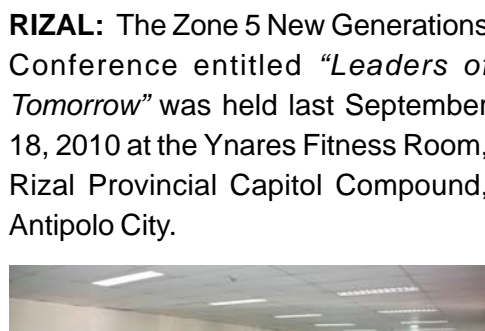 RIZAL: The Zone 5 New Generations
Conference entitled “Leaders of
Tomorrow” was held last September
18, 2010 at the Ynares Fitness Room,
Rizal Provincial Capitol Compound,
Antipolo City.